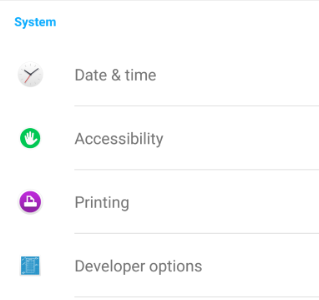 System
Date & time
Accessibility
Printing
Developer options